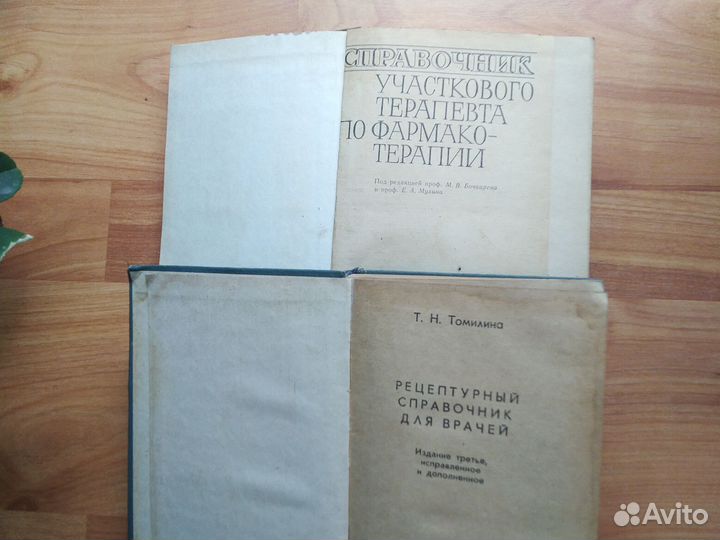 СПРАВОЧНИК
УЧАСТКОВОГО
ТЕРАПЕВТА
ПО ФАРМАКО-
ТЕРАПИИ
Под редакцией проф. М. В. Бочкарева
и проф. Е. А. Мухина
Т. Н. Томилина
РЕЦЕПТУРНЫЙ
СПРАВОЧНИК
ДЛЯ ВРАЧЕЙ
Издание третье,
исправленное
и дополненное
Avito